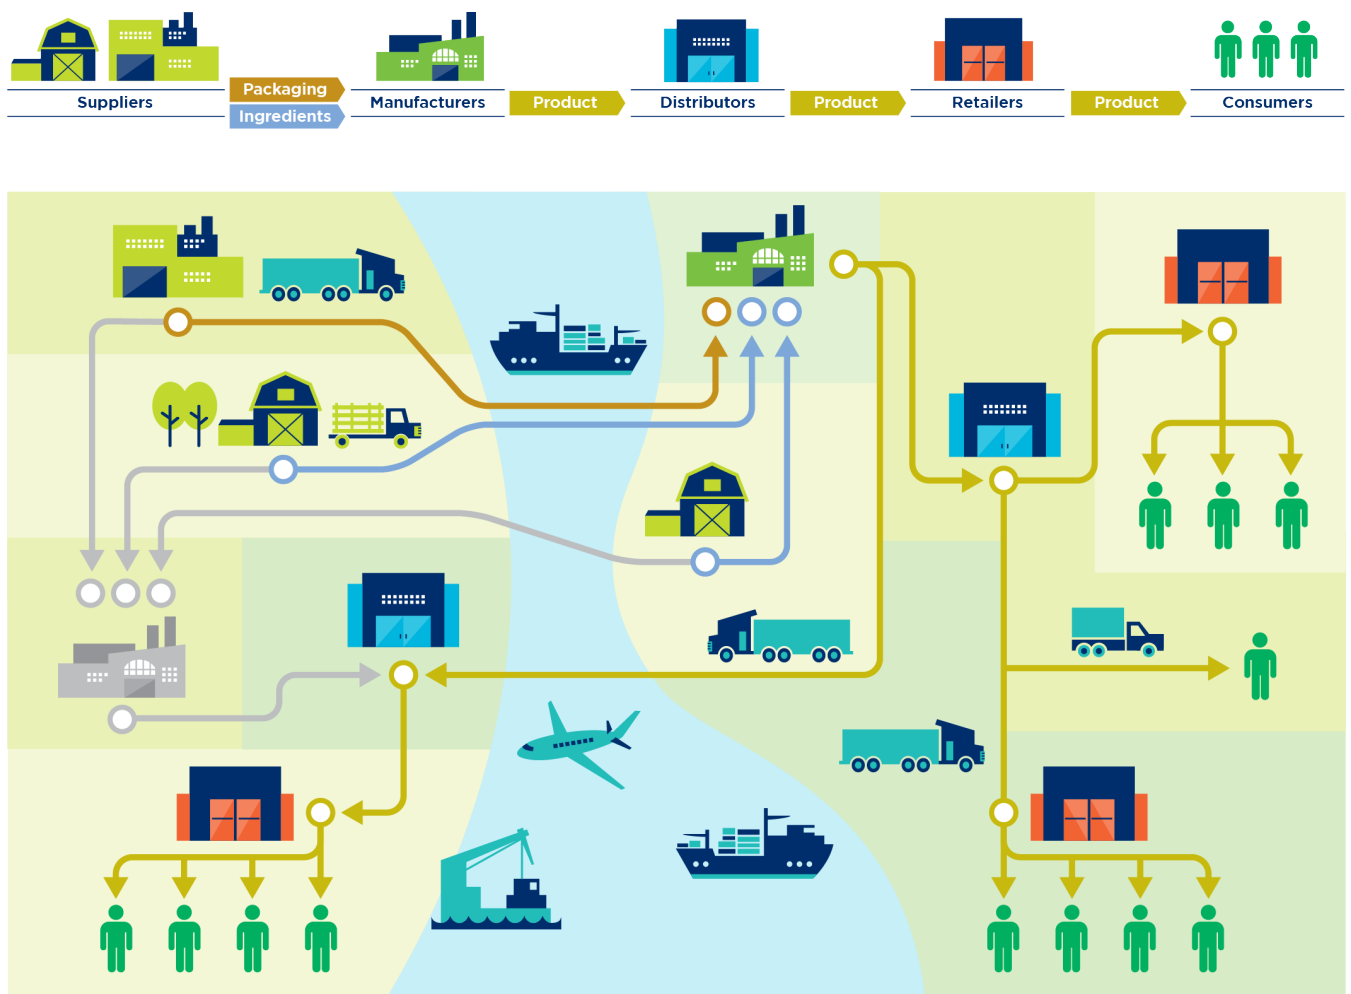 Packaging
Suppliers
Ingredients
Manufacturers
Product
Distributors
Product
Retailers
Product
Consumers